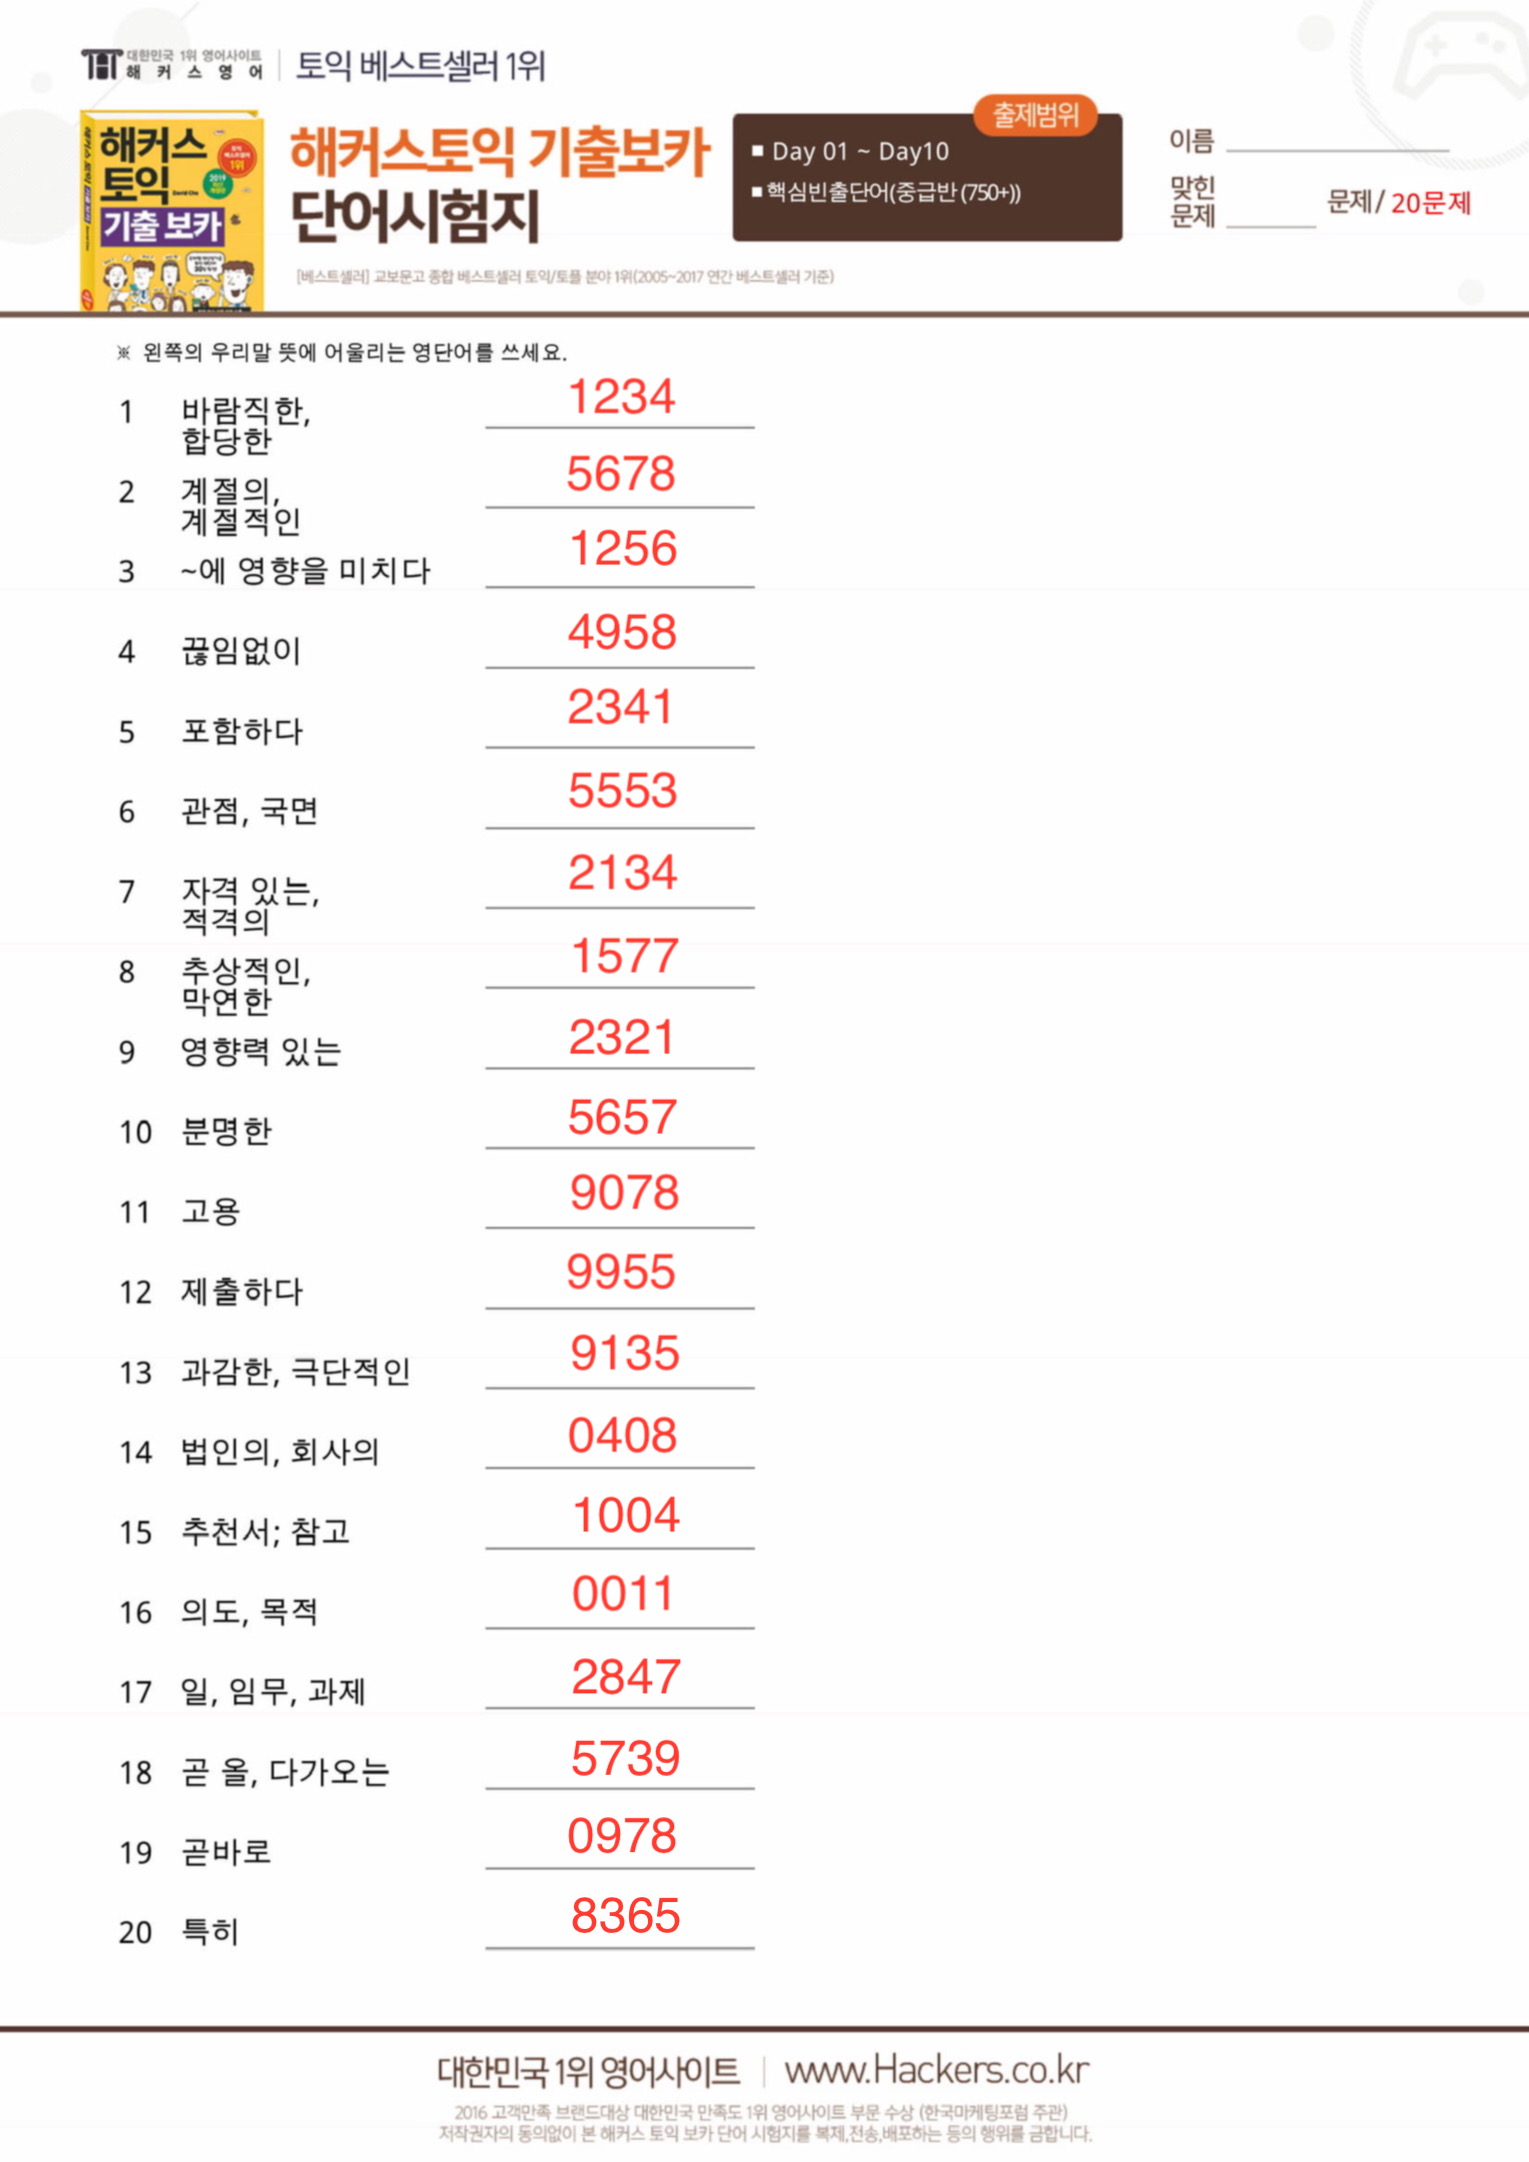 대한민국 1위 영어사이트
해커스영어
토익 베스트셀러 1위
해커스
토익
기출 보카
해커스토익 기출보카
단어시험지
출제범위
■ Day 01 ~ Day10
■ 핵심빈출단어(중급반 (750+))
이름
맞힌
문제
문제/ 20문제
[베스트셀러] 교보문고 종합 베스트셀러 토익/토플 분야 1위(2005~2017 연간 베스트셀러 기준)
※ 왼쪽의 우리말 뜻에 어울리는 영단어를 쓰세요.
1 바람직한, 1234
합당한
2 계절의, 5678
계절적인
3 ~에 영향을 미치다 1256
4 끊임없이 4958
5 포함하다 2341
6 관점, 국면 5553
7 자격 있는, 2134
적격의
8 추상적인, 1577
막연한
9 영향력 있는 2321
10 분명한 5657
11 고용 9078
12 제출하다 9955
13 과감한, 극단적인 9135
14 법인의, 회사의 0408
15 추천서; 참고 1004
16 의도, 목적 0011
17 일, 임무, 과제 2847
18 곧 올, 다가오는 5739
19 곧바로 0978
20 특히 8365
대한민국 1위 영어사이트 | www.Hackers.co.kr
2016 고객만족 브랜드대상 대한민국 만족도 1위 영어사이트 부문 수상 (한국마케팅포럼 주관)
저작권자의 동의없이 본 해커스 토익 보카 단어 시험지를 복제,전송,배포하는 등의 행위를 금합니다.